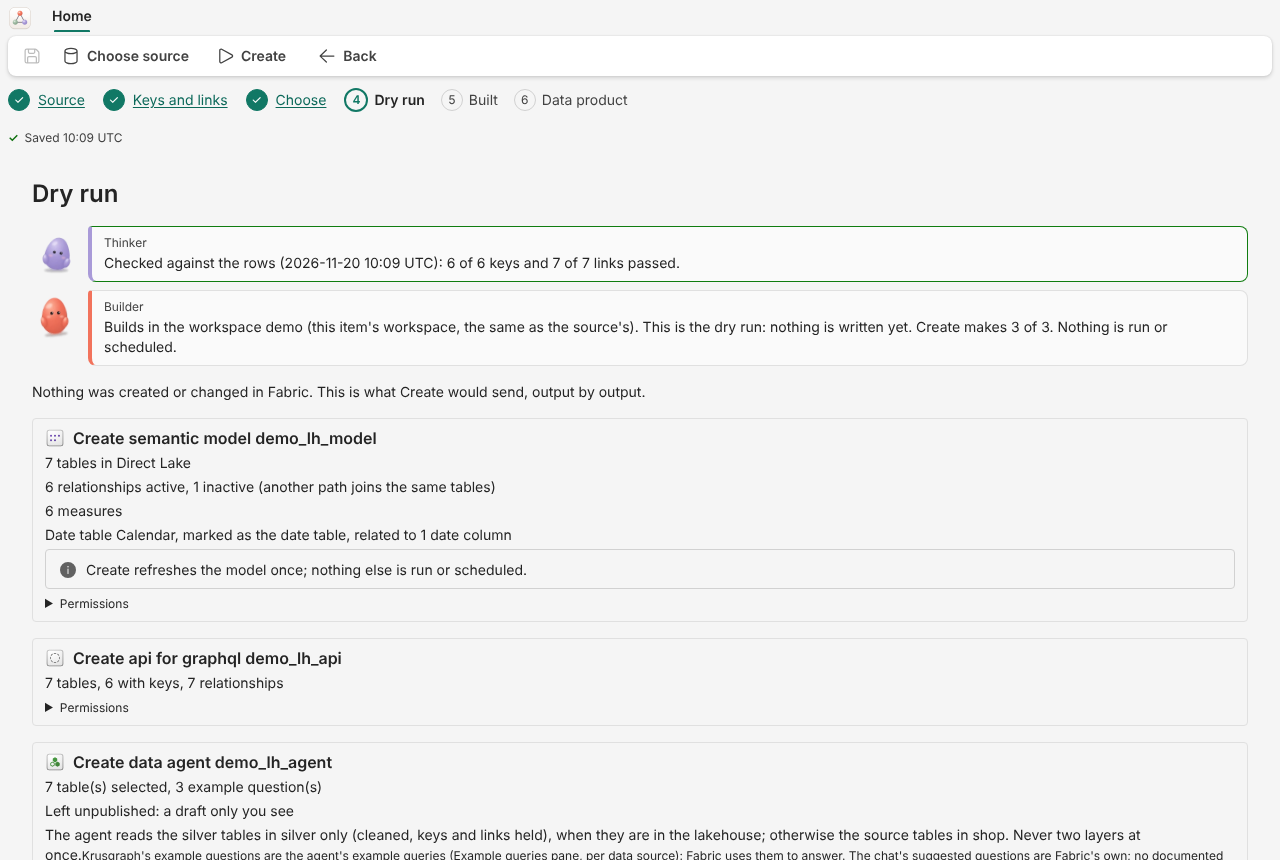 Home
Choose source
Create
Back
Source
Keys and links
Choose
4 Dry run
5 Built
6 Data product
Saved 10:09 UTC
Dry run
Thinker
Checked against the rows (2026-11-20 10:09 UTC): 6 of 6 keys and 7 of 7 links passed.
Builder
Builds in the workspace demo (this item's workspace, the same as the source's). This is the dry run: nothing is written yet. Create makes 3 of 3. Nothing is run or
scheduled.
Nothing was created or changed in Fabric. This is what Create would send, output by output.
Create semantic model demo_lh_model
7 tables in Direct Lake
6 relationships active, 1 inactive (another path joins the same tables)
6 measures
Date table Calendar, marked as the date table, related to 1 date column
Create refreshes the model once; nothing else is run or scheduled.
Permissions
Create api for graphql demo_lh_api
7 tables, 6 with keys, 7 relationships
Permissions
Create data agent demo_lh_agent
7 table(s) selected, 3 example question(s)
Left unpublished: a draft only you see
The agent reads the silver tables in silver only (cleaned, keys and links held), when they are in the lakehouse; otherwise the source tables in shop. Never two layers at
once.Krusgraph's example questions are the agent's example queries (Example queries pane, per data source); Fabric uses them to answer. The chat's suggested questions are Fabric's own; no documented